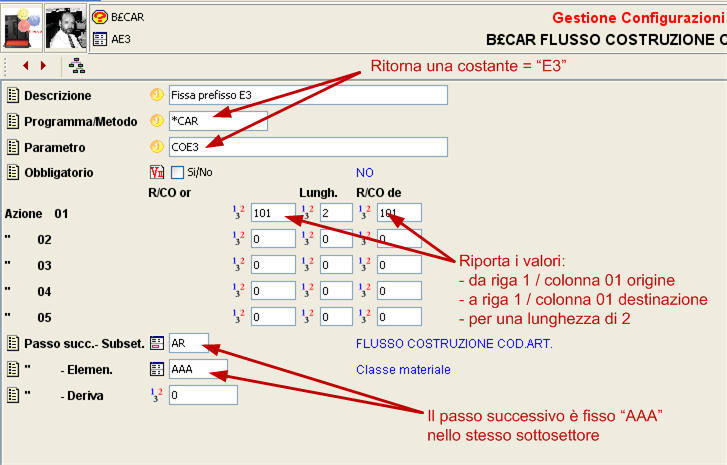 B£CAR
Gestione Configurazioni
AE3
B£CAR FLUSSO COSTRUZIONE C
Ritorna una costante = “E3”
Descrizione Fissa prefisso E3
Programma/Metodo *CAR
Parametro COE3
Obbligatorio Si/No NO
R/CO or Lungh. R/CO de
Azione 01 101 2 101
" 02 0 0 0
" 03 0 0 0
" 04 0 0 0
" 05 0 0 0
Riporta i valori:
- da riga 1 / colonna 01 origine
- a riga 1 / colonna 01 destinazione
- per una lunghezza di 2
Passo succ.- Subset. AR FLUSSO COSTRUZIONE COD.ART.
" - Elemen. AAA Classe materiale
" - Deriva 0
Il passo successivo è fisso “AAA”
nello stesso sottosettore